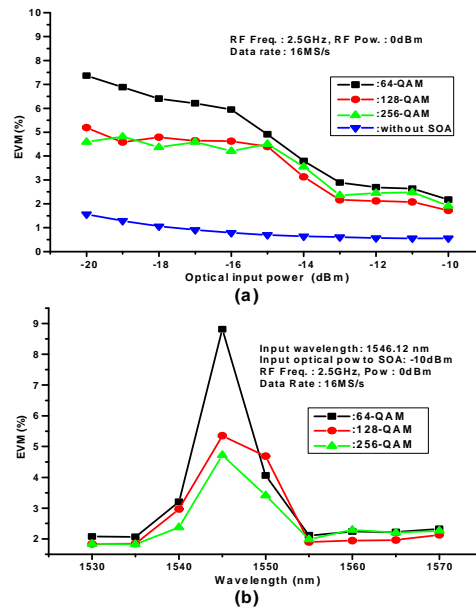 RF Freq. : 2.5GHz, RF Pow. : 0dBm
Data rate : 16MS/s
:64-QAM
:128-QAM
:256-QAM
:without SOA
EVM (%)
8
7
6
5
4
3
2
1
0
-20 -18 -16 -14 -12 -10
Optical input power (dBm)
(a)
Input wavelength: 1546.12 nm
Input optical pow to SOA: -10dBm
RF Freq. : 2.5GHz, Pow : 0dBm
Data Rate : 16MS/s
:64-QAM
:128-QAM
:256-QAM
EVM (%)
9
8
7
6
5
4
3
2
1530 1540 1550 1560 1570
Wavelength (nm)
(b)